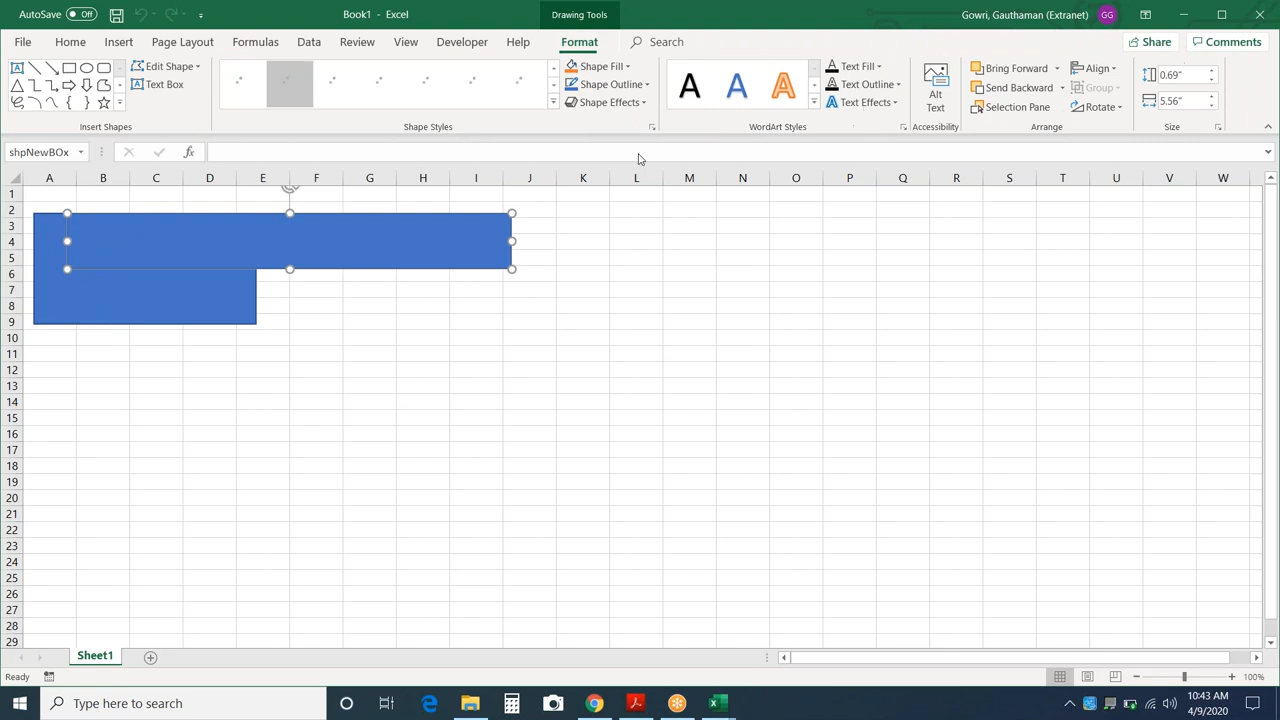 AutoSave Off Book1 - Excel Drawing Tools Gowri, Gauthaman (Extranet) GG
File Home Insert Page Layout Formulas Data Review View Developer Help Format Search Share Comments
Edit Shape
Text Box
Insert Shapes
Shape Fill
Shape Outline
Shape Effects
Shape Styles
A A A
Text Fill
Text Outline
Text Effects
WordArt Styles
Alt
Text
Accessibility
Bring Forward Align
Send Backward Group
Selection Pane Rotate
Arrange
0.69"
5.56"
Size
shpNewBOx fx
A B C D E F G H I J K L M N O P Q R S T U V W
1
2
3
4
5
6
7
8
9
10
11
12
13
14
15
16
17
18
19
20
21
22
23
24
25
26
27
28
29
Sheet1
Ready 100%
Type here to search
10:43 AM
4/9/2020